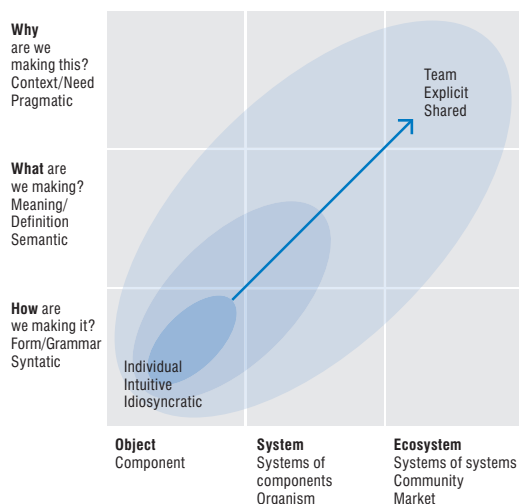 Why
are we
making this?
Context/Need
Pragmatic
Team
Explicit
Shared
What are
we making?
Meaning/
Definition
Semantic
How are
we making it?
Form/Grammar
Syntatic
Individual
Intuitive
Idiosyncratic
Object
Component
System
Systems of
components
Organism
Ecosystem
Systems of systems
Community
Market